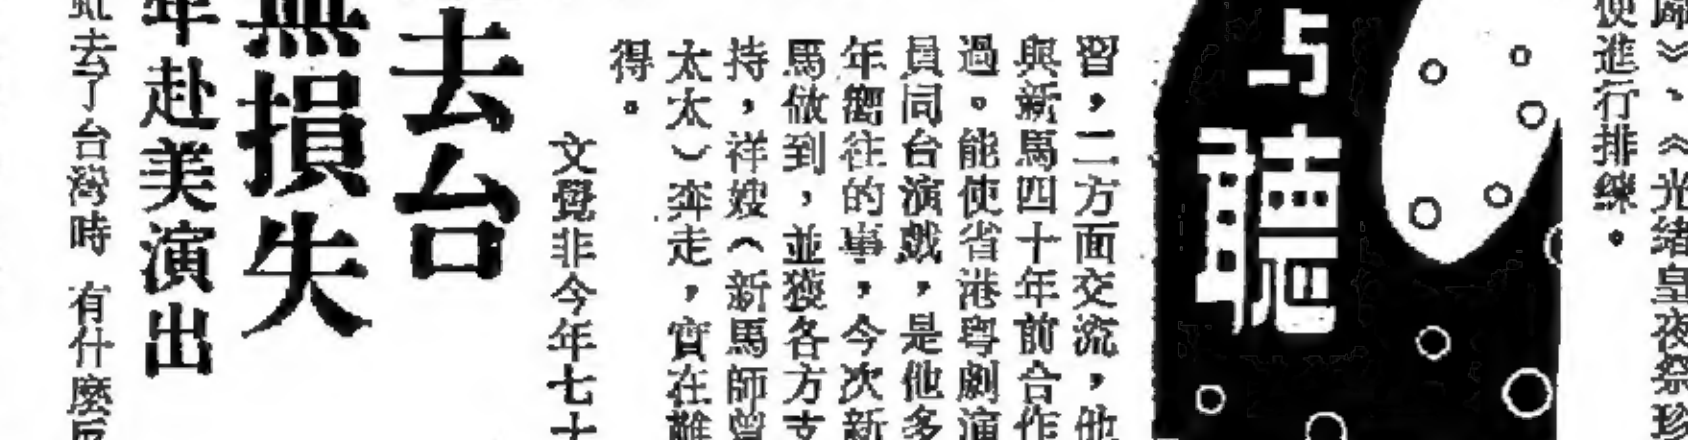 歸》、《光緒皇夜祭珍
便進行排練。
与聽
習，二方面交流，他
與新馬四十年前合作
過。能使省港粵劇演
員同台演戲，是他多
年嚮往的事，今次新
馬做到，並獲各方支
持，祥嫂（新馬師曾
太太）奔走，實在難
得。
文覺非今年七十
去台
無損失
年赴美演出
虹去了台灣時 有什麼反